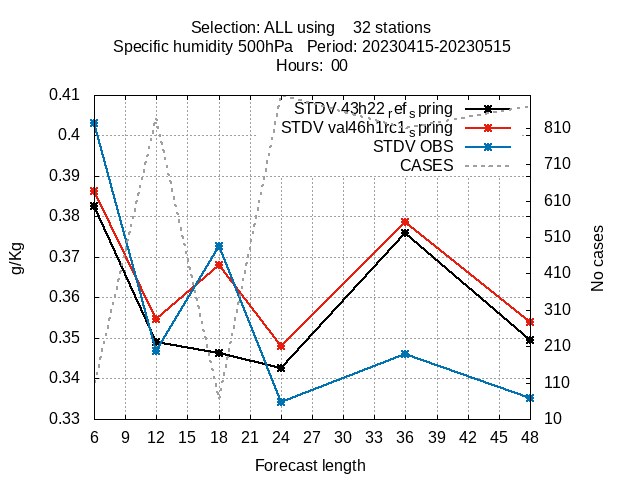 Selection: ALL using    32 stations
Specific humidity 500hPa   Period: 20230415-20230515
Hours:  00
0.41
0.4
0.39
0.38
0.37
0.36
0.35
0.34
0.33
g/Kg
STDV 43h22_ref_spring
STDV val46h1rc1_spring
STDV OBS
CASES
810
710
610
510
410
310
210
110
10
No cases
6 9 12 15 18 21 24 27 30 33 36 39 42 45 48
Forecast length